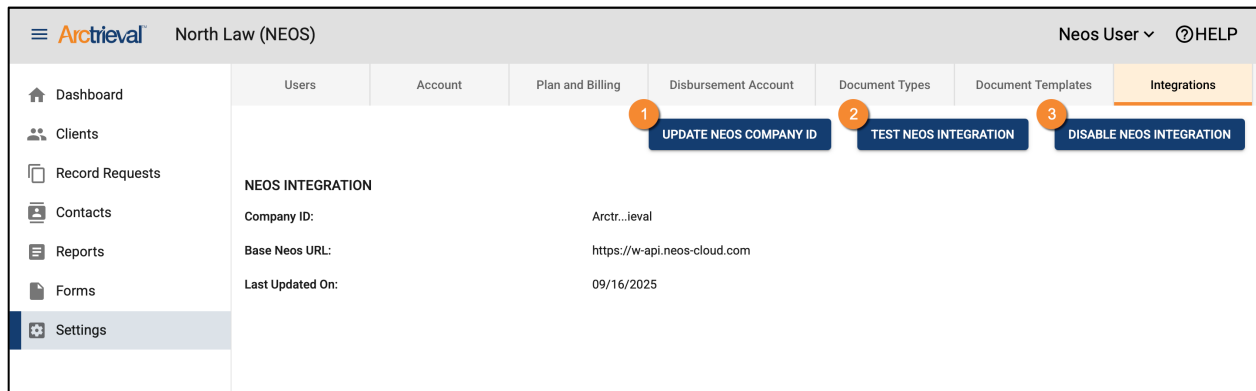 Arctrieval™ North Law (NEOS) Neos User HELP
Dashboard
Clients
Record Requests
Contacts
Reports
Forms
Settings
Users Account Plan and Billing Disbursement Account Document Types Document Templates Integrations
1 UPDATE NEOS COMPANY ID 2 TEST NEOS INTEGRATION 3 DISABLE NEOS INTEGRATION
NEOS INTEGRATION
Company ID: Arctr...ieval
Base Neos URL: https://w-api.neos-cloud.com
Last Updated On: 09/16/2025